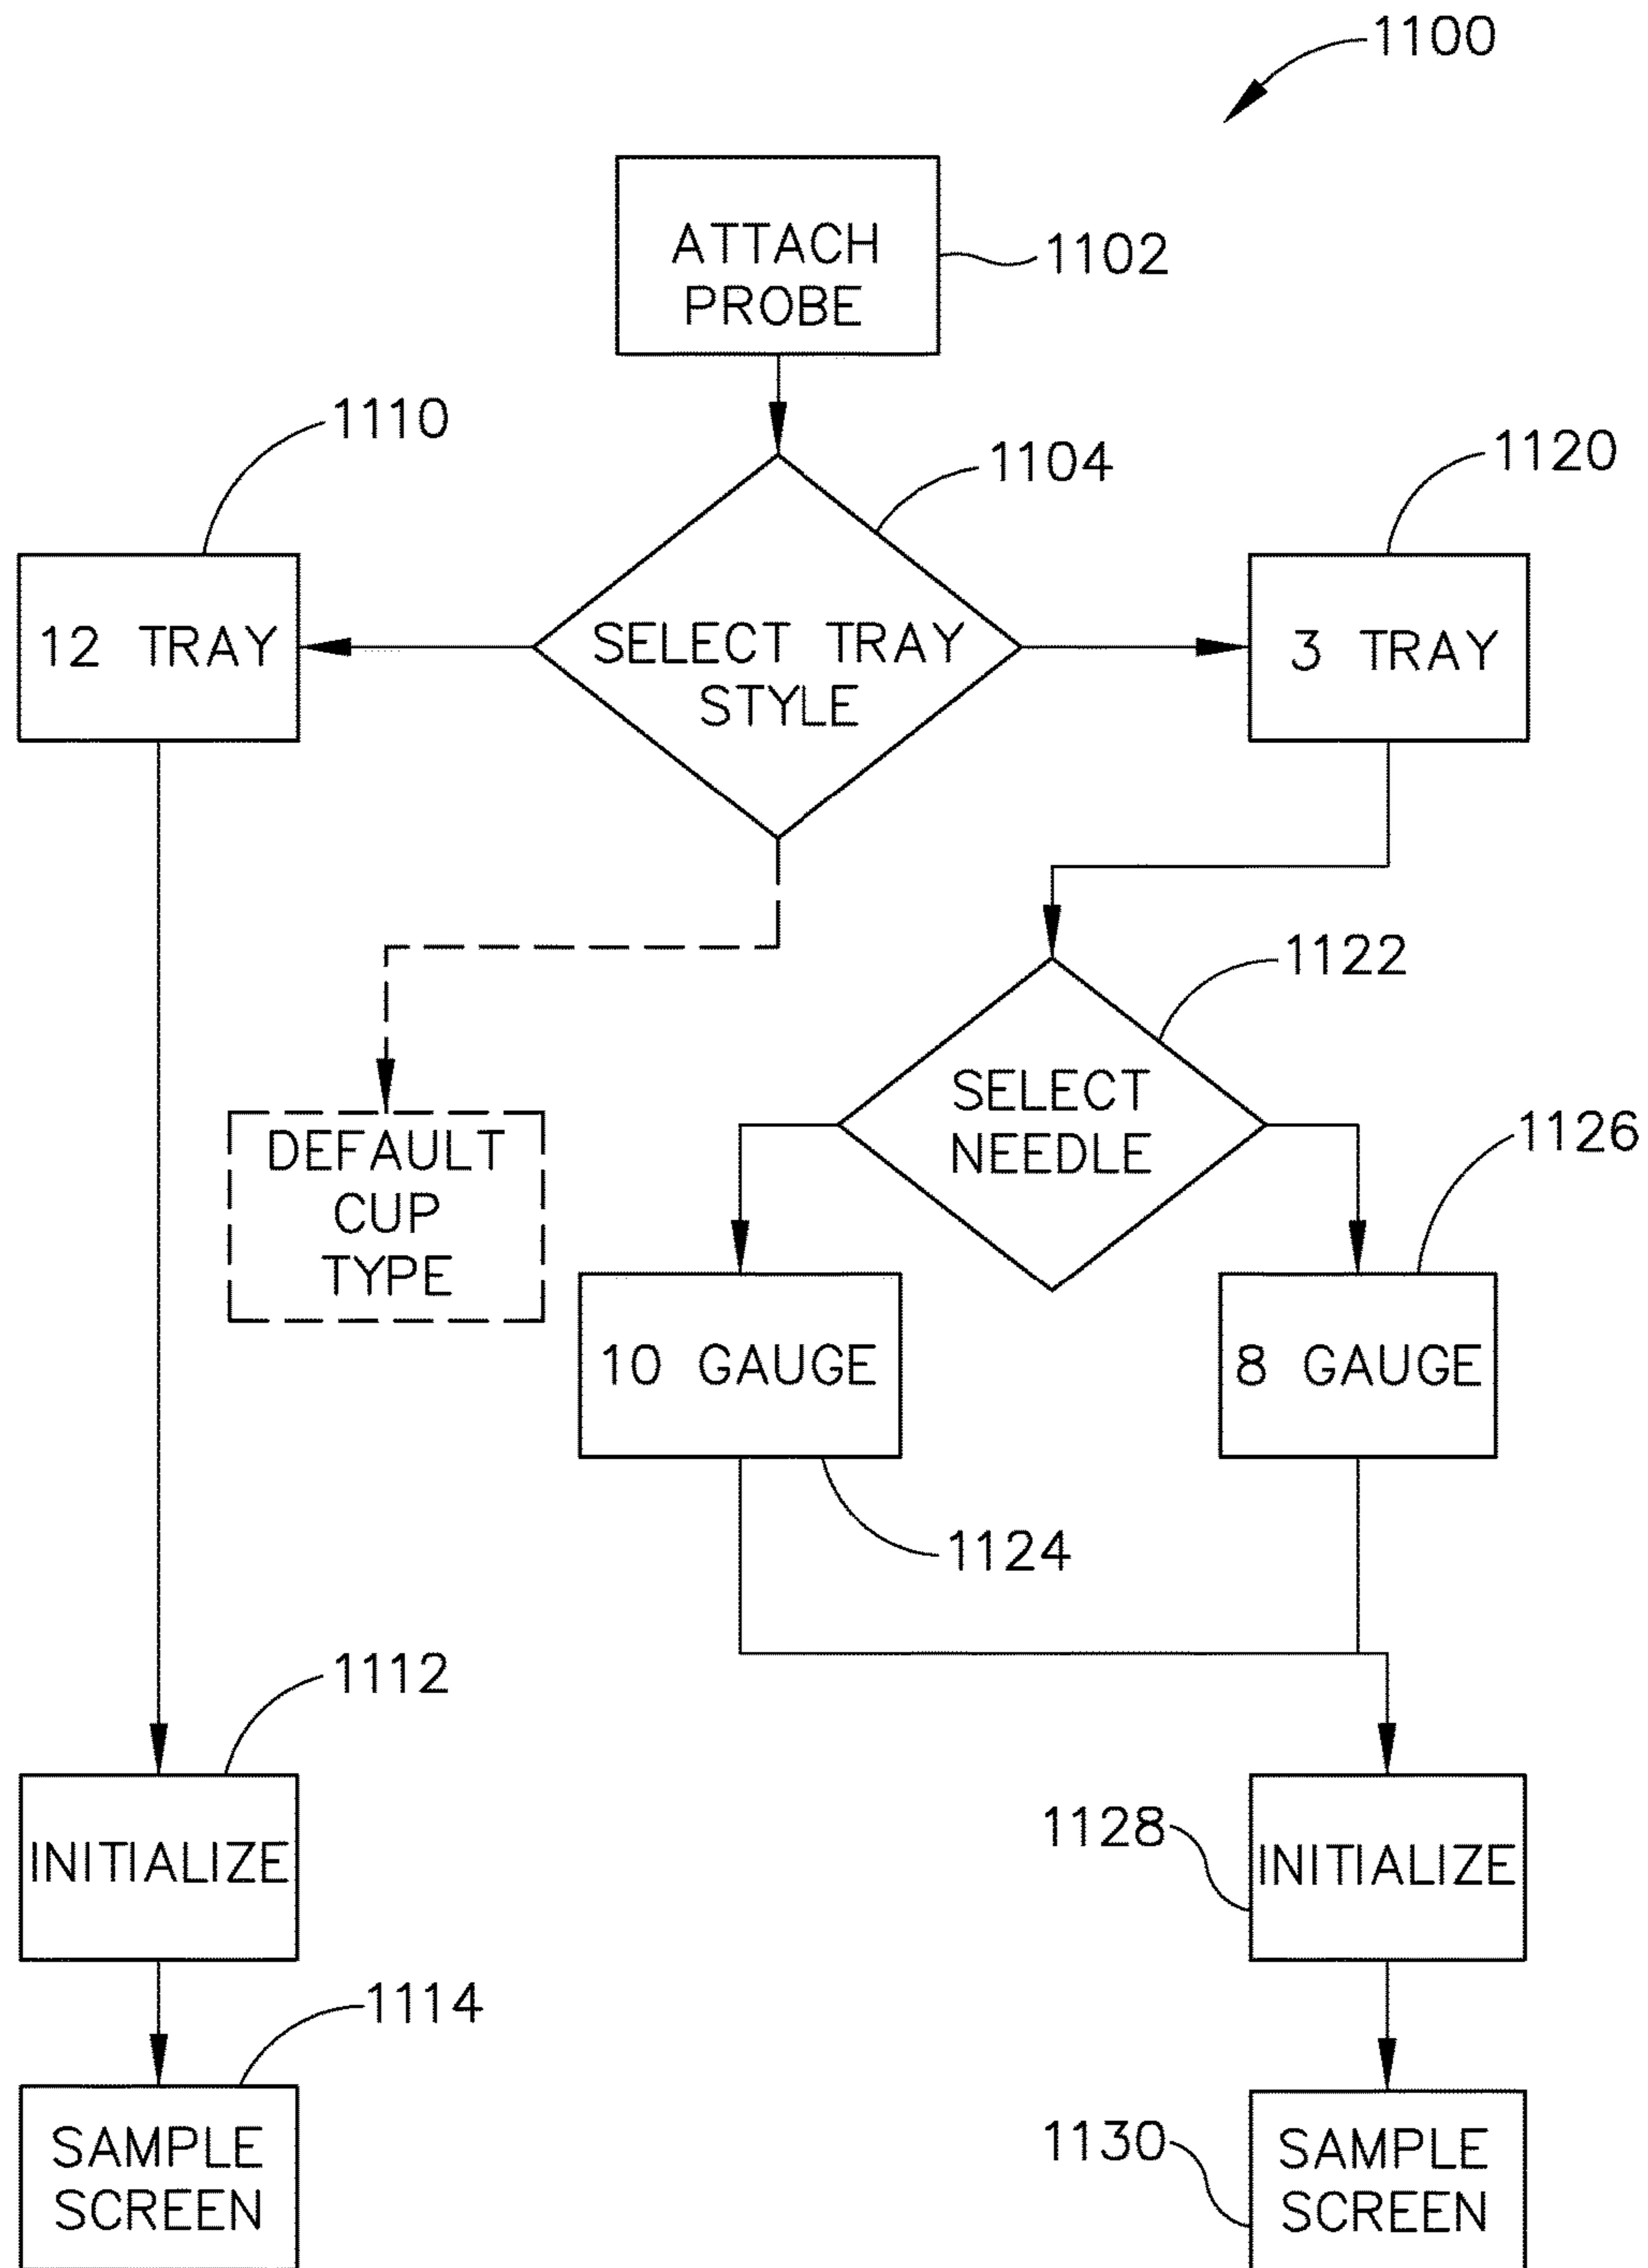 1100
ATTACH
PROBE
1102
1110
1104
1120
12 TRAY
SELECT TRAY
STYLE
3 TRAY
1122
SELECT
NEEDLE
DEFAULT
CUP
TYPE
1126
10 GAUGE
8 GAUGE
1124
1112
1128
INITIALIZE
INITIALIZE
1114
1130
SAMPLE
SCREEN
SAMPLE
SCREEN